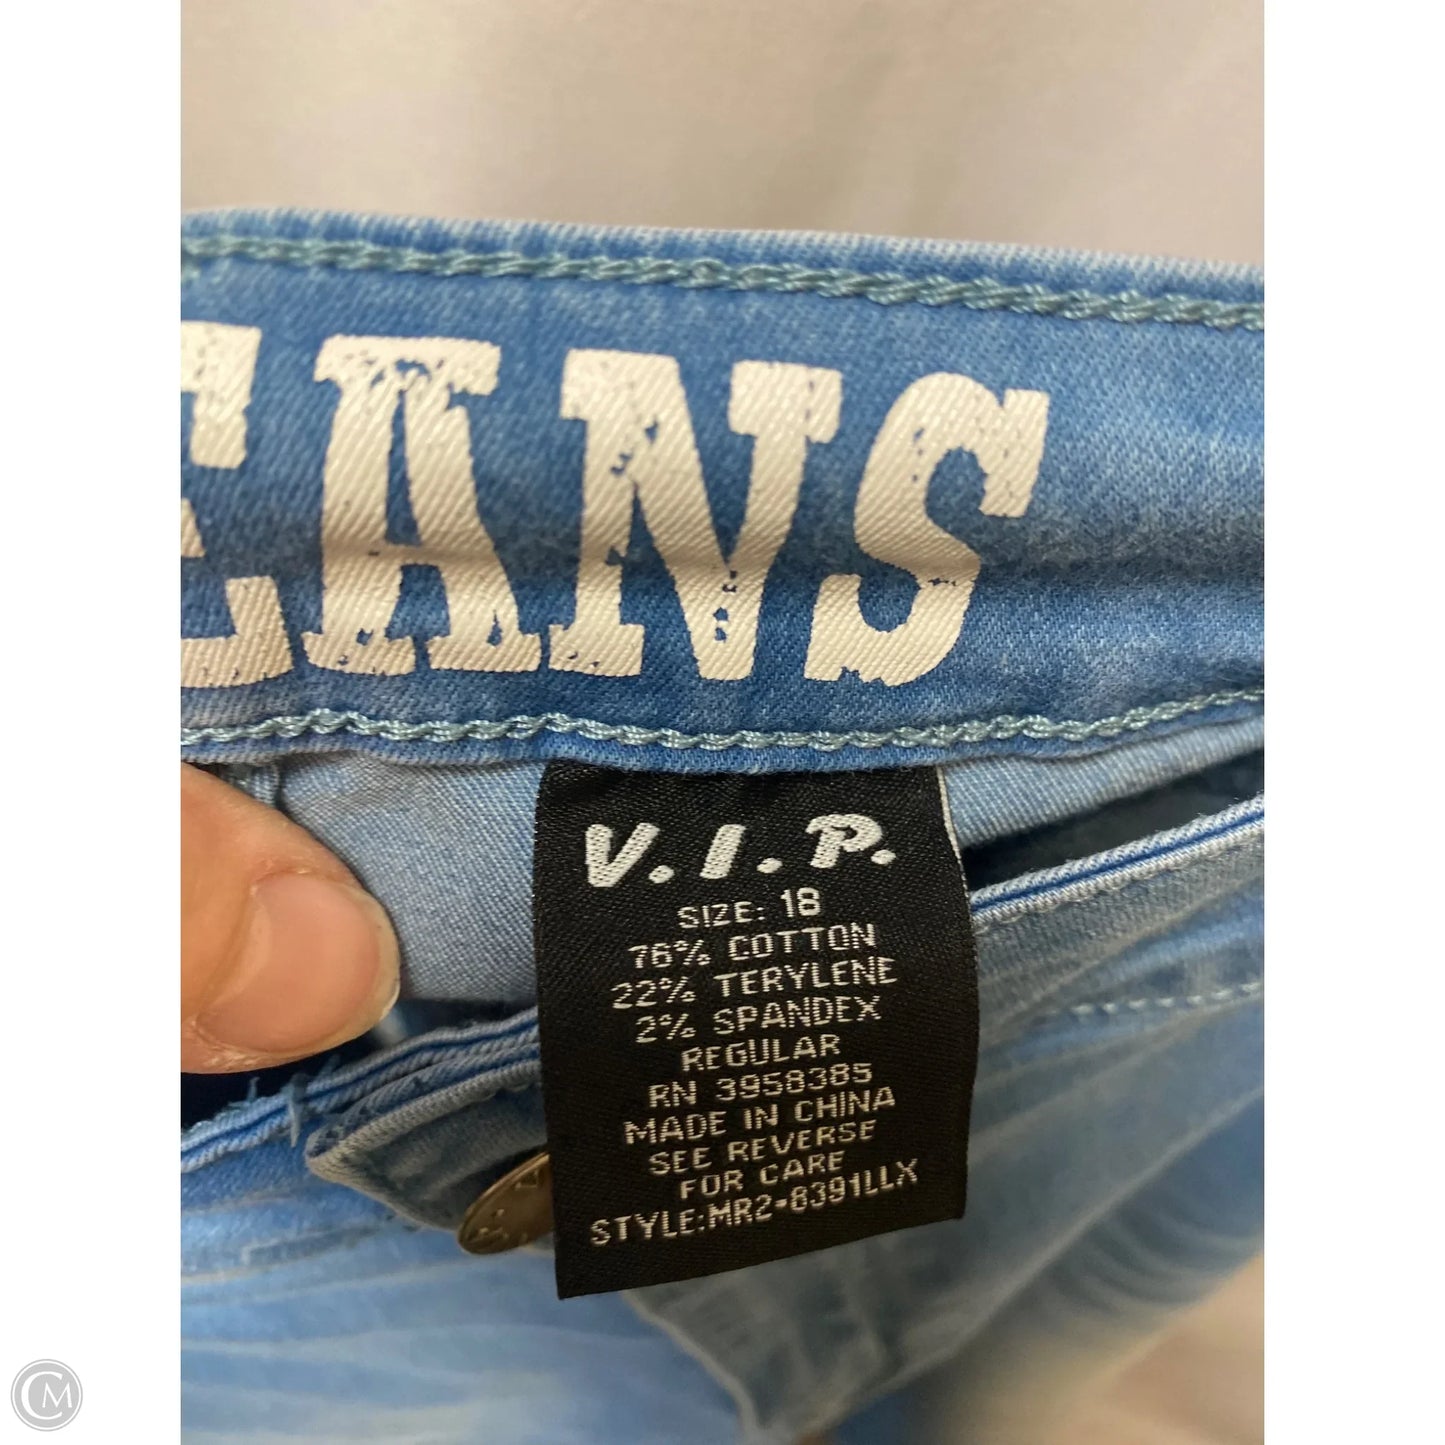 EANS
V.I.P.
SIZE: 18
76% COTTON
22% TERYLENE
2% SPANDEX
REGULAR
RN 3958385
MADE IN CHINA
SEE REVERSE
FOR CARE
STYLE:MR2-8391LLX
CM